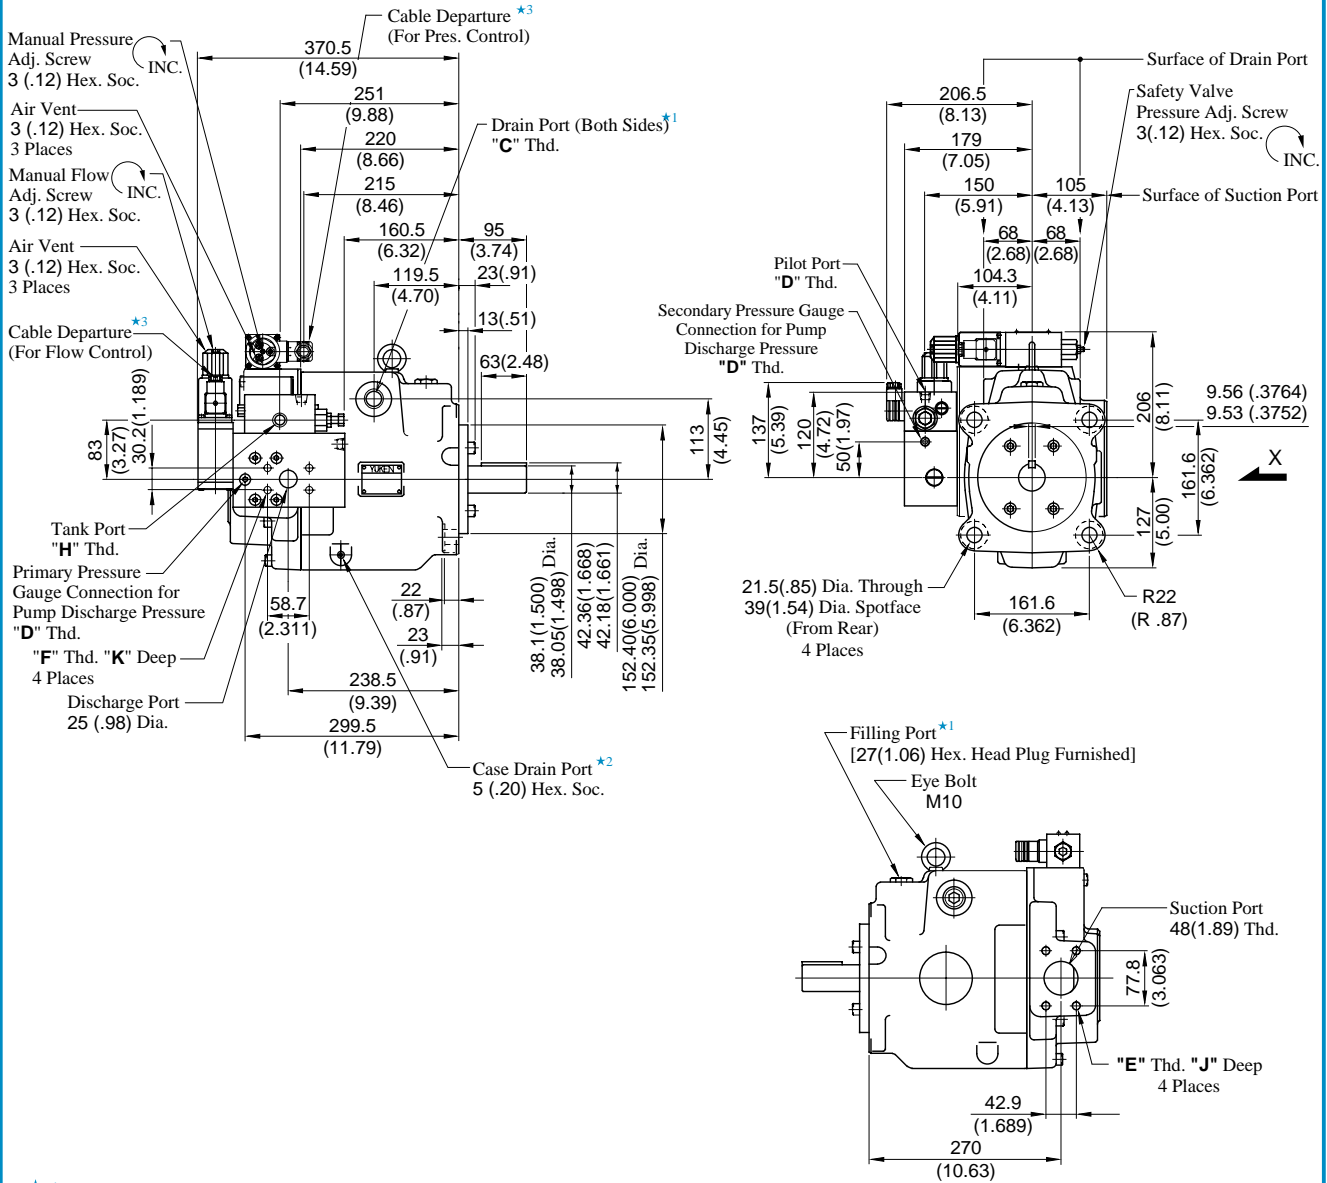 Cable Departure ★3
(For Pres. Control)
Manual Pressure
Adj. Screw
3 (.12) Hex. Soc.
INC.
370.5
(14.59)
Air Vent
3 (.12) Hex. Soc.
3 Places
251
(9.88)
Drain Port (Both Sides)★1
"C" Thd.
220
(8.66)
Manual Flow
Adj. Screw
3 (.12) Hex. Soc.
INC.
215
(8.46)
160.5
(6.32)
95
(3.74)
Air Vent
3 (.12) Hex. Soc.
3 Places
119.5
(4.70)
23(.91)
13(.51)
Cable Departure★3
(For Flow Control)
63(2.48)
83
(3.27)
30.2(1.189)
113
(4.45)
YUKEN
Tank Port
"H" Thd.
Primary Pressure
Gauge Connection for
Pump Discharge Pressure
"D" Thd.
"F" Thd. "K" Deep
4 Places
Discharge Port
25 (.98) Dia.
58.7
(2.311)
22
(.87)
23
(.91)
38.1(1.500)
38.05(1.498) Dia.
42.36(1.668)
42.18(1.661)
152.40(6.000)
152.35(5.998) Dia.
238.5
(9.39)
299.5
(11.79)
Case Drain Port ★2
5 (.20) Hex. Soc.
Surface of Drain Port
206.5
(8.13)
Safety Valve
Pressure Adj. Screw
3(.12) Hex. Soc.
INC.
179
(7.05)
150
(5.91)
105
(4.13)
Surface of Suction Port
68
(2.68)
68
(2.68)
Pilot Port
"D" Thd.
104.3
(4.11)
Secondary Pressure Gauge
Connection for Pump
Discharge Pressure
"D" Thd.
137
(5.39)
120
(4.72)
50(1.97)
206
(8.11)
9.56 (.3764)
9.53 (.3752)
161.6
(6.362)
X
127
(5.00)
21.5(.85) Dia. Through
39(1.54) Dia. Spotface
(From Rear)
4 Places
161.6
(6.362)
R22
(R .87)
Filling Port★1
[27(1.06) Hex. Head Plug Furnished]
Eye Bolt
M10
Suction Port
48(1.89) Thd.
77.8
(3.063)
"E" Thd. "J" Deep
4 Places
42.9
(1.689)
270
(10.63)